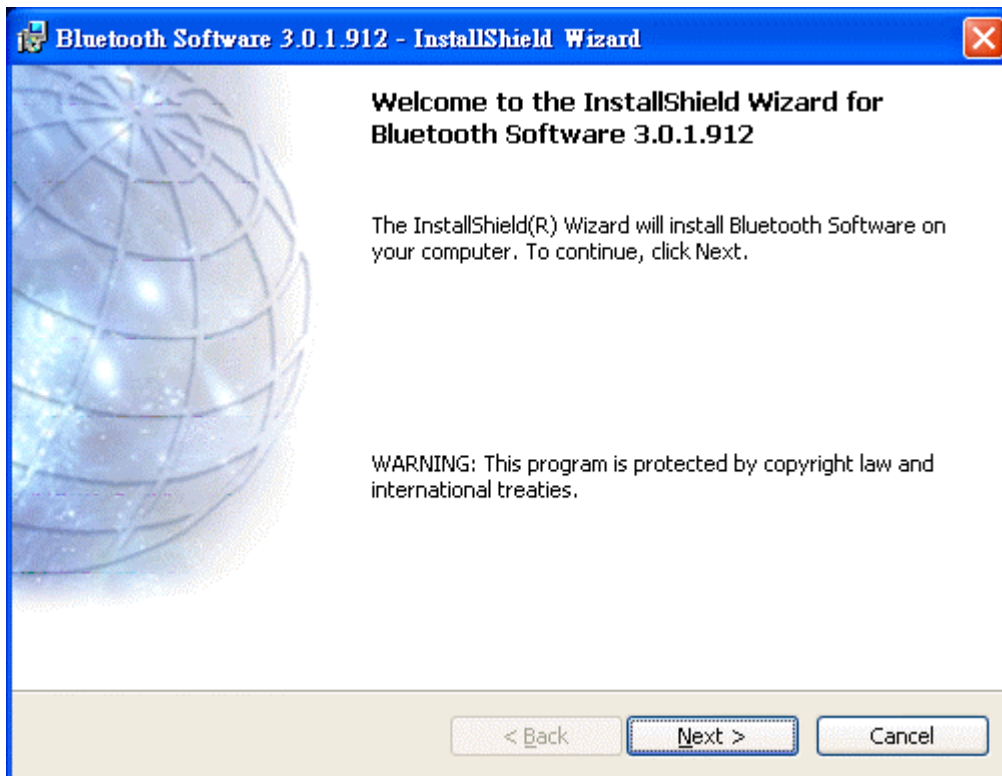 Bluetooth Software 3.0.1.912 - InstallShield Wizard
Welcome to the InstallShield Wizard for
Bluetooth Software 3.0.1.912
The InstallShield(R) Wizard will install Bluetooth Software on
your computer. To continue, click Next.
WARNING: This program is protected by copyright law and
international treaties.
< Back Next > Cancel